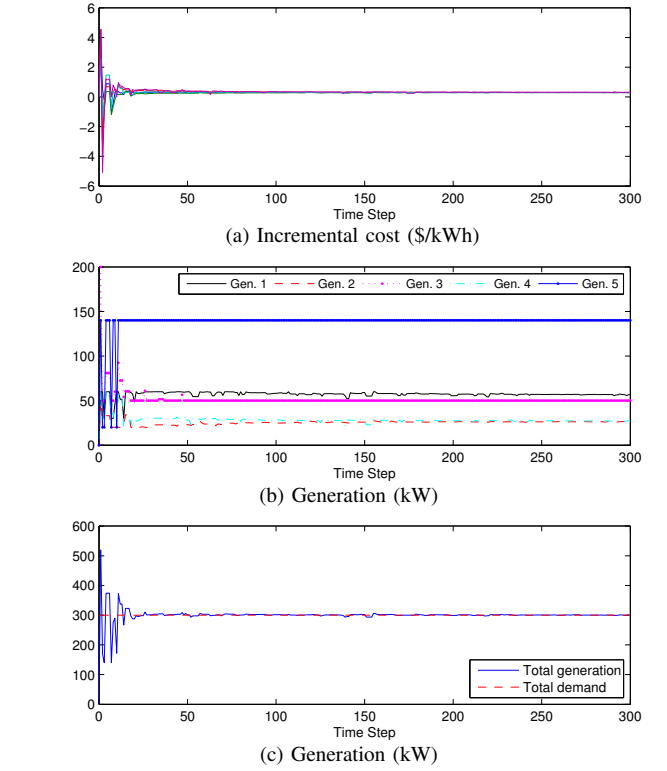 6
4
2
0
−2
−4
−6
0 50 100 150 200 250 300
Time Step
(a) Incremental cost ($/kWh)
200
150
100
50
0
Gen. 1 Gen. 2 Gen. 3 Gen. 4 Gen. 5
0 50 100 150 200 250 300
Time Step
(b) Generation (kW)
600
500
400
300
200
100
0
Total generation
Total demand
0 50 100 150 200 250 300
Time Step
(c) Generation (kW)